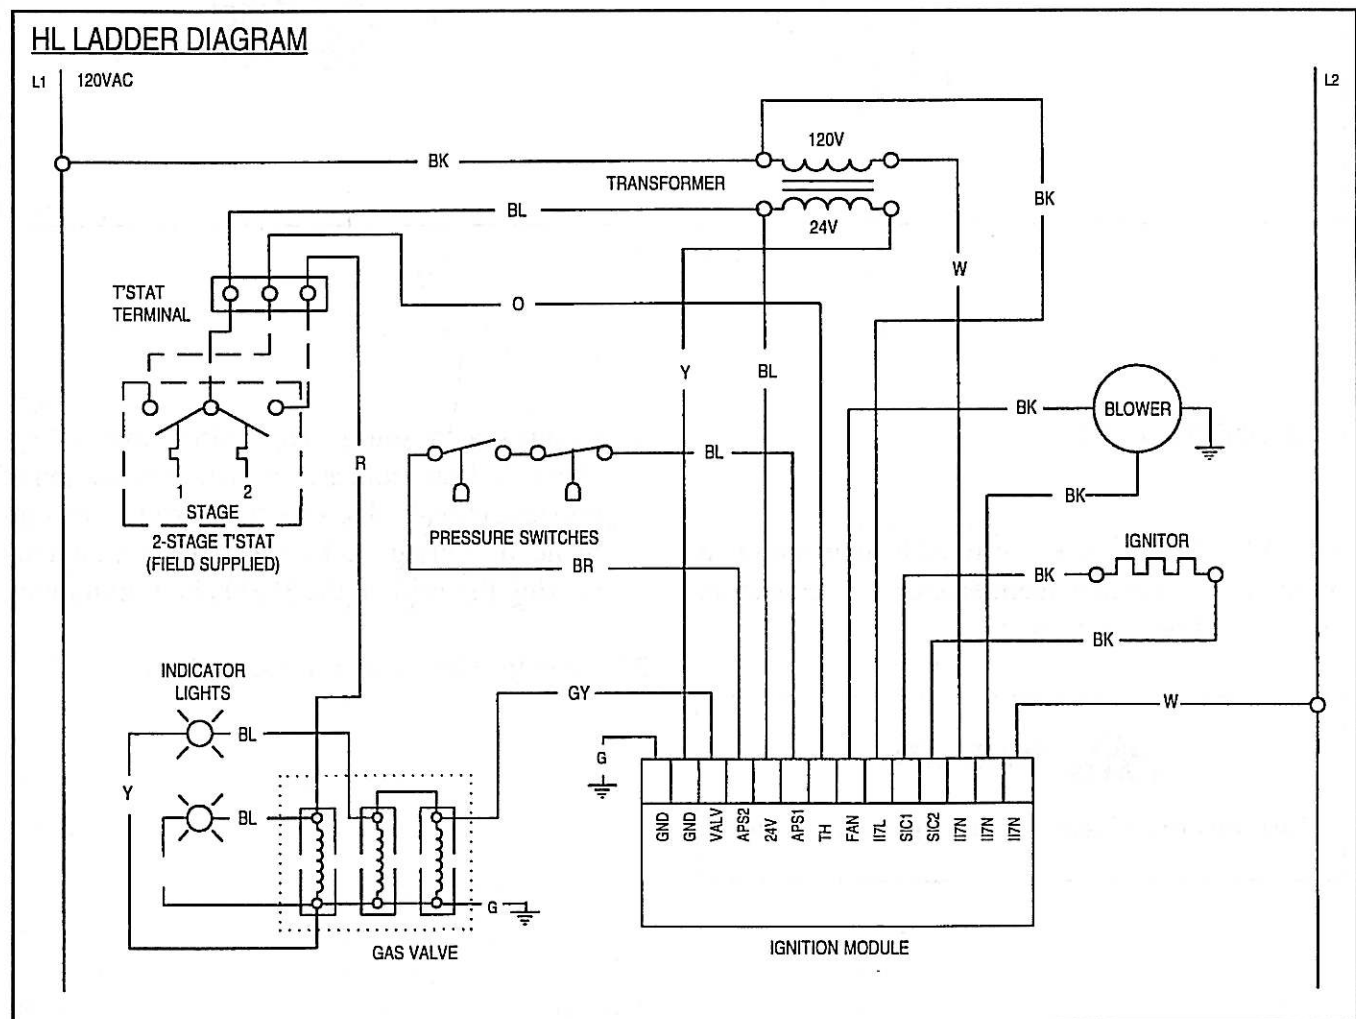 HL LADDER DIAGRAM
L1
120VAC
L2
120V
BK
TRANSFORMER
BK
BL
24V
W
T'STAT
TERMINAL
O
Y
BL
BK
BLOWER
R
BL
1
2
STAGE
BK
2-STAGE T'STAT
(FIELD SUPPLIED)
PRESSURE SWITCHES
IGNITOR
BR
BK
BK
INDICATOR
LIGHTS
GY
W
BL
G
Y
BL
GND
GND
VALV
APS2
24V
APS1
TH
FAN
II7L
SIC1
SIC2
II7N
II7N
II7N
G
GAS VALVE
IGNITION MODULE